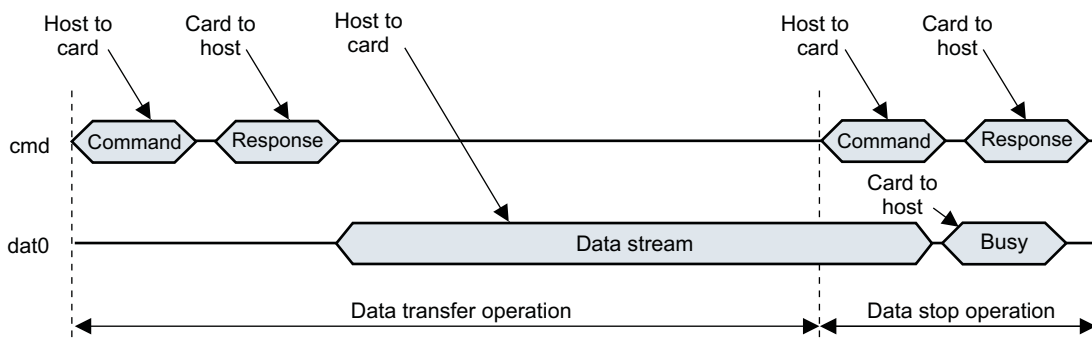 Host to
card
Card to
host
Host to
card
Host to
card
Card to
host
cmd
Command
Response
Command
Response
Card to
host
dat0
Data stream
Busy
Data transfer operation
Data stop operation